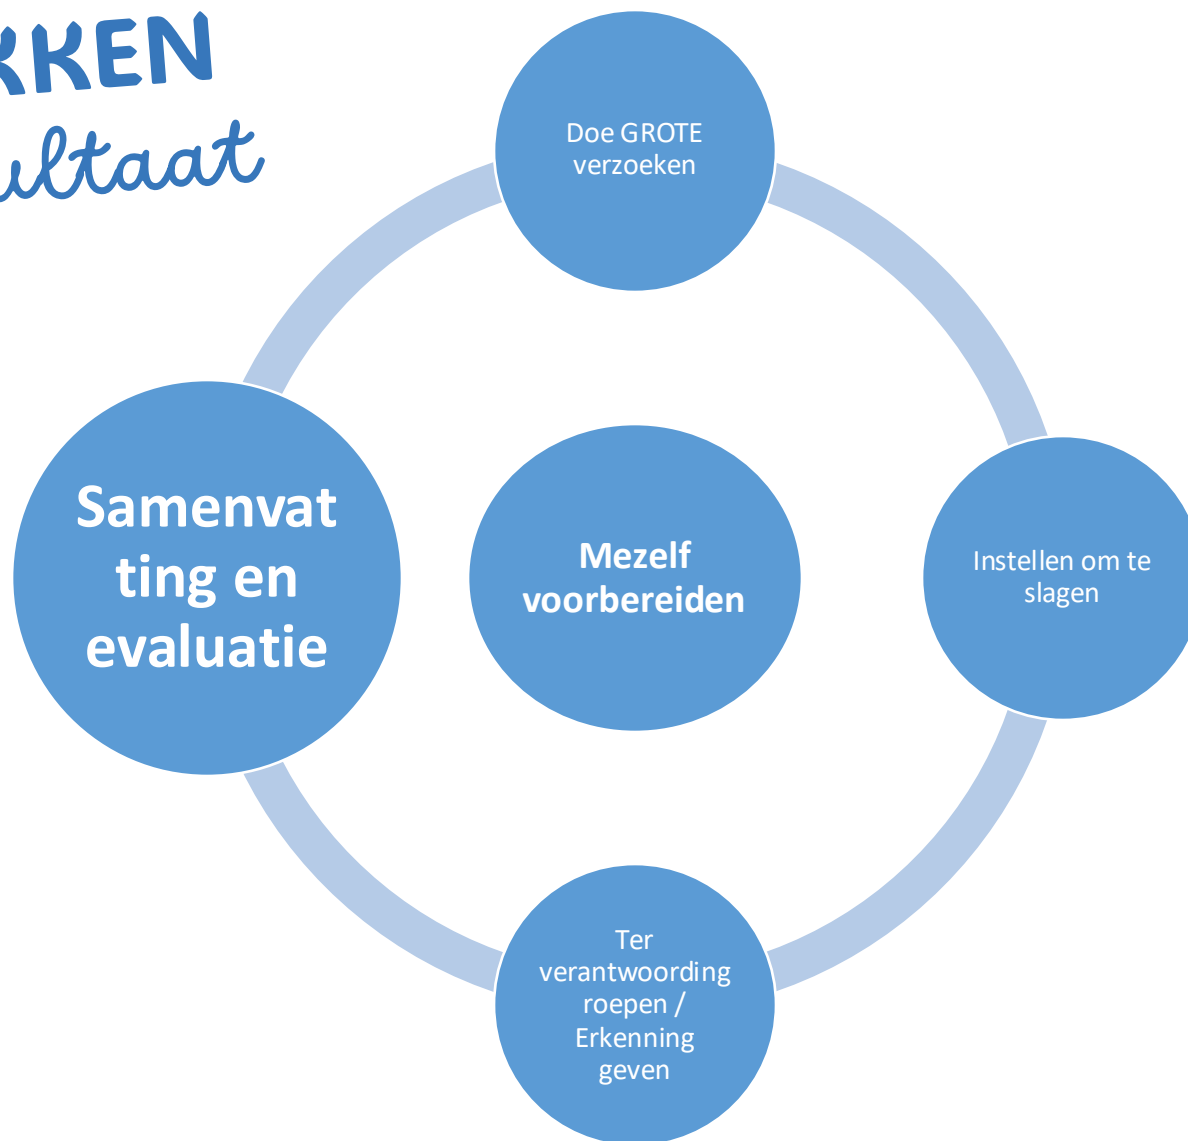 KKEN
ultaat
Doe GROTE
verzoeken
Samenvat
ting en
evaluatie
Mezelf
voorbereiden
Instellen om te
slagen
Ter
verantwoording
roepen /
Erkenning
geven